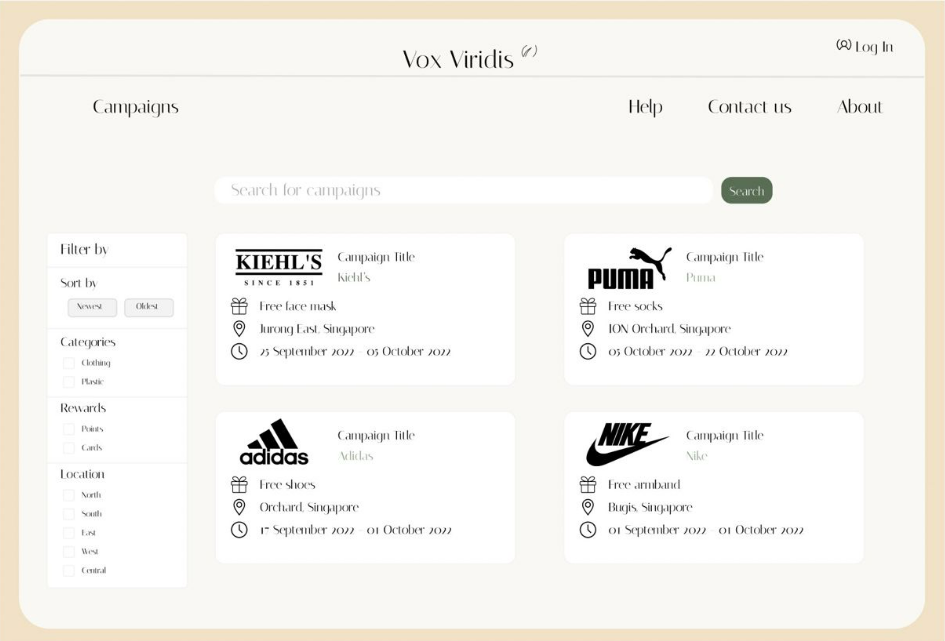 Vox Viridis
Log In
Campaigns
Help
Contact us
About
Search for campaigns
Search
Filter by
Sort by
Newest
Oldest
Categories
Clothing
Plastic
Rewards
Points
Cards
Location
North
South
East
West
Central
KIEHL'S
SINCE 1851
Campaign Title
Kiehl's
Free face mask
Jurong East, Singapore
25 September 2022 - 05 October 2022
PUMA
Campaign Title
Puma
Free socks
ION Orchard, Singapore
05 October 2022 - 22 October 2022
adidas
Campaign Title
Adidas
Free shoes
Orchard, Singapore
17 September 2022 - 01 October 2022
NIKE
Campaign Title
Nike
Free armband
Bugis, Singapore
01 September 2022 - 01 October 2022